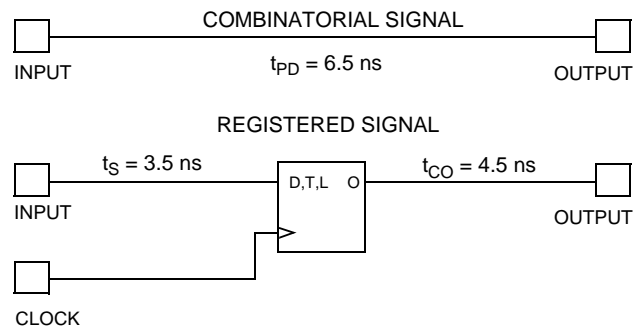 COMBINATORIAL SIGNAL
INPUT
tPD = 6.5 ns
OUTPUT
REGISTERED SIGNAL
tS = 3.5 ns
D,T,L O
tCO = 4.5 ns
INPUT
OUTPUT
CLOCK